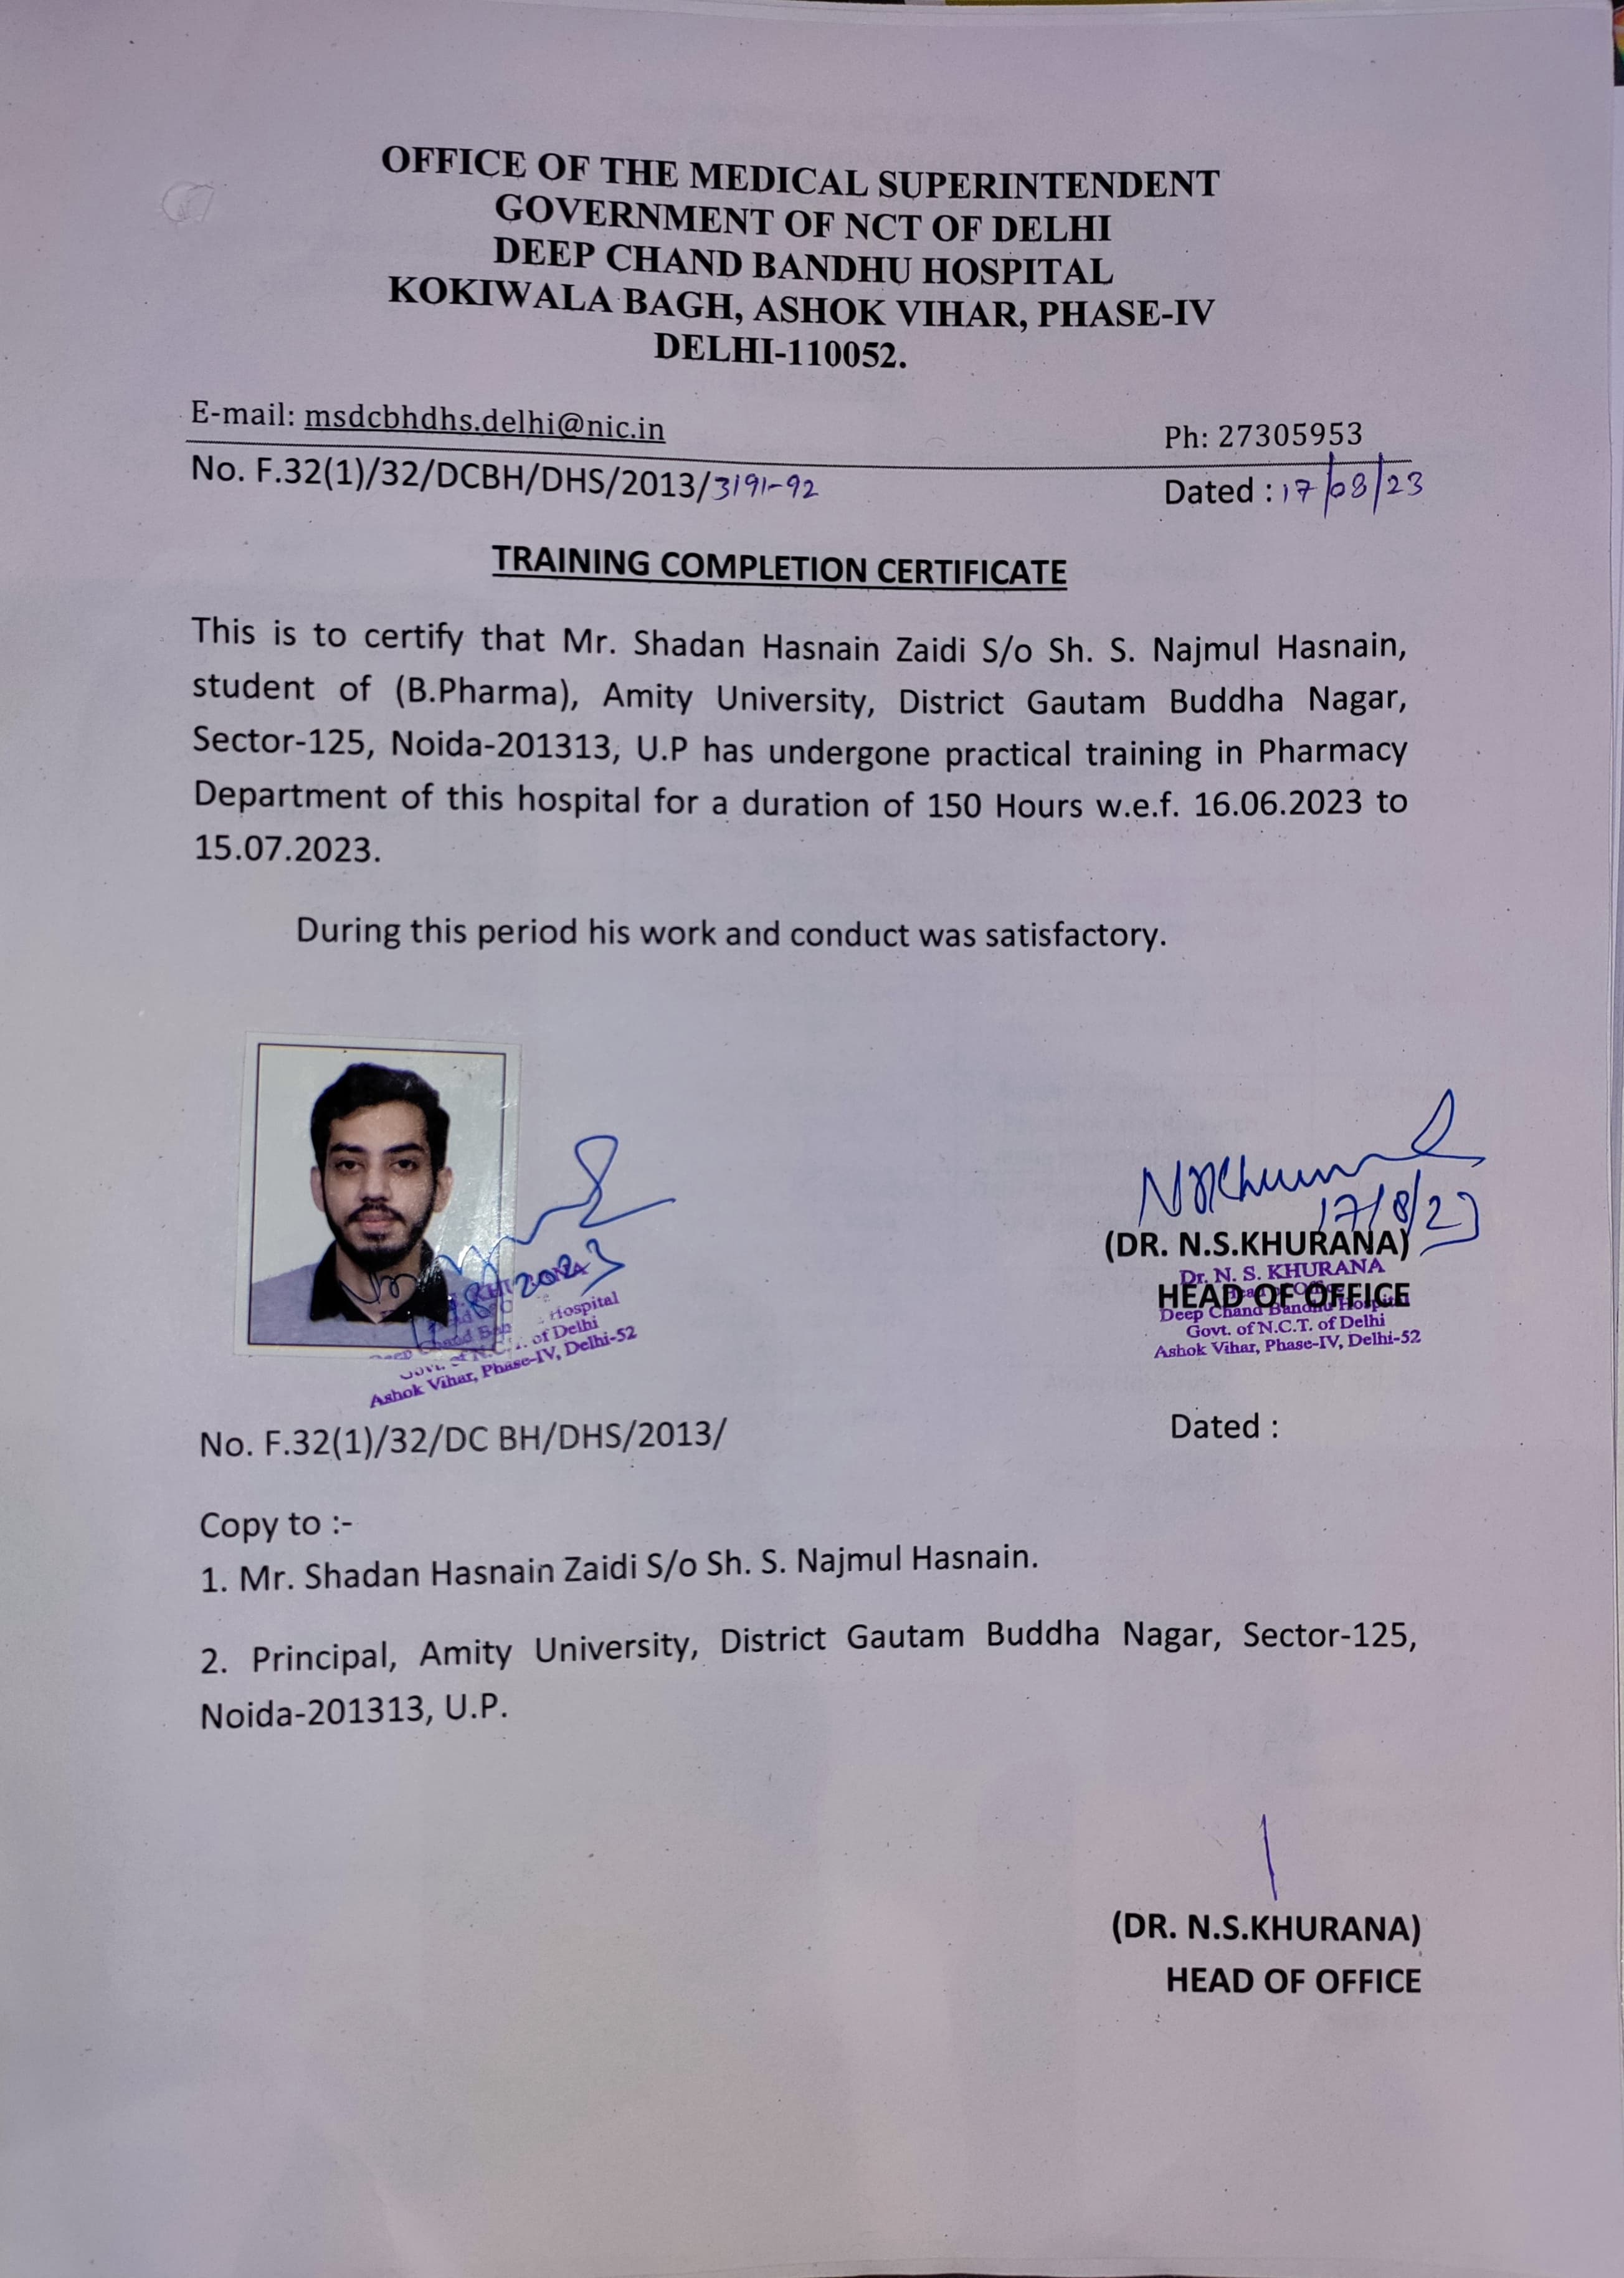 OFFICE OF THE MEDICAL SUPERINTENDENT
GOVERNMENT OF NCT OF DELHI
DEEP CHAND BANDHU HOSPITAL
KOKIWALA BAGH, ASHOK VIHAR, PHASE-IV
DELHI-110052.
E-mail: msdcbhdhs.delhi@nic.in
Ph: 27305953
No. F.32(1)/32/DCBH/DHS/2013/3191-92
Dated : 17/08/23
TRAINING COMPLETION CERTIFICATE
This is to certify that Mr. Shadan Hasnain Zaidi S/o Sh. S. Najmul Hasnain,
student of (B.Pharma), Amity University, District Gautam Buddha Nagar,
Sector-125, Noida-201313, U.P has undergone practical training in Pharmacy
Department of this hospital for a duration of 150 Hours w.e.f. 16.06.2023 to
15.07.2023.
During this period his work and conduct was satisfactory.
Hospital
of Delhi
Ashok Vihar, Phase-IV, Delhi-52
NSKhurana
17/8/23
(DR. N.S.KHURANA)
Dr. N. S. KHURANA
HEAD OF OFFICE
Head of Office
Deep Chand Bandhu Hospital
Govt. of N.C.T. of Delhi
Ashok Vihar, Phase-IV, Delhi-52
No. F.32(1)/32/DC BH/DHS/2013/
Dated :
Copy to :-
1. Mr. Shadan Hasnain Zaidi S/o Sh. S. Najmul Hasnain.
2. Principal, Amity University, District Gautam Buddha Nagar, Sector-125,
Noida-201313, U.P.
(DR. N.S.KHURANA)
HEAD OF OFFICE